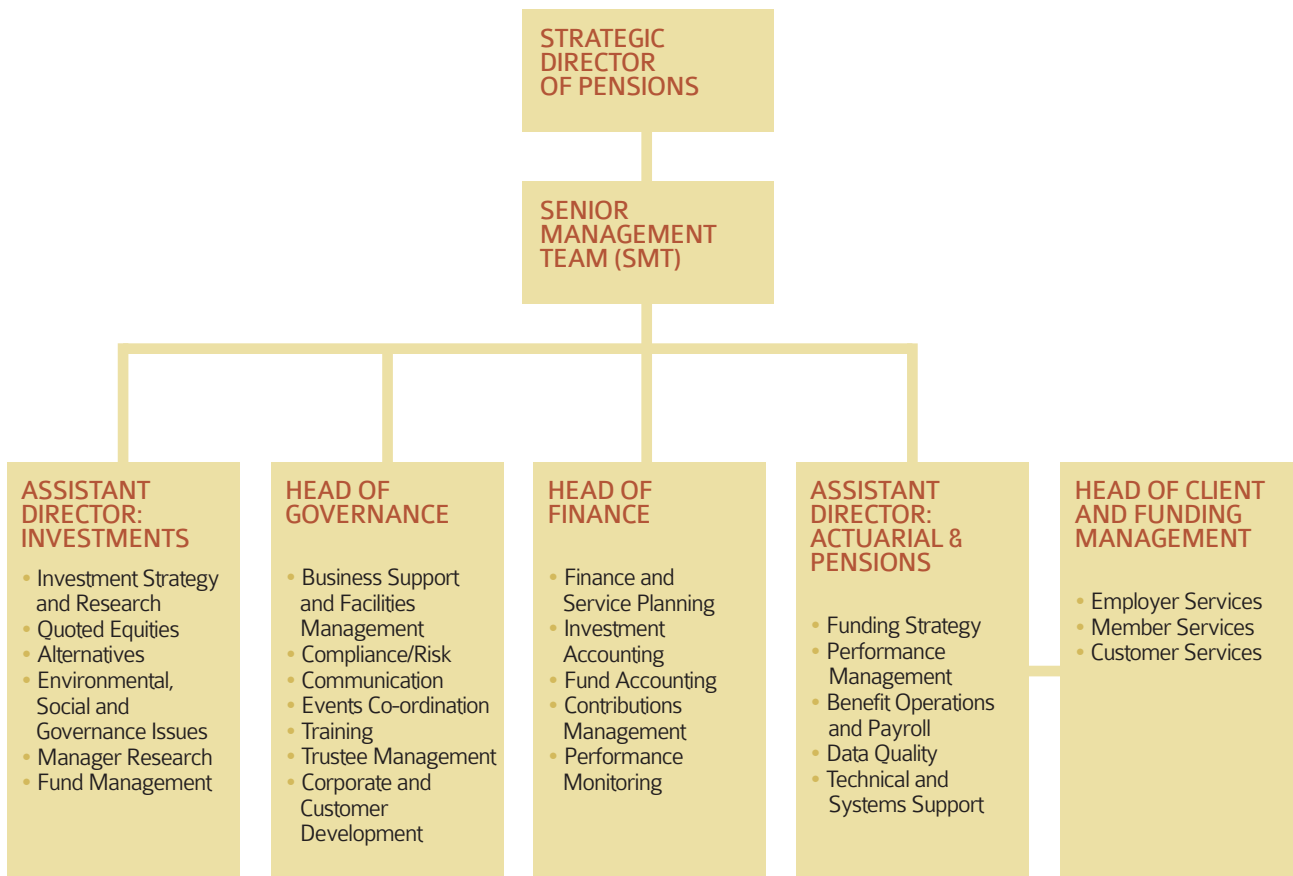 STRATEGIC
DIRECTOR
OF PENSIONS
SENIOR
MANAGEMENT
TEAM (SMT)
ASSISTANT
DIRECTOR:
INVESTMENTS
• Investment Strategy
and Research
• Quoted Equities
• Alternatives
• Environmental,
Social and
Governance Issues
• Manager Research
• Fund Management
HEAD OF
GOVERNANCE
• Business Support
and Facilities
Management
• Compliance/Risk
• Communication
• Events Co-ordination
• Training
• Trustee Management
• Corporate and
Customer
Development
HEAD OF
FINANCE
• Finance and
Service Planning
• Investment
Accounting
• Fund Accounting
• Contributions
Management
• Performance
Monitoring
ASSISTANT
DIRECTOR:
ACTUARIAL &
PENSIONS
• Funding Strategy
• Performance
Management
• Benefit Operations
and Payroll
• Data Quality
• Technical and
Systems Support
HEAD OF CLIENT
AND FUNDING
MANAGEMENT
• Employer Services
• Member Services
• Customer Services